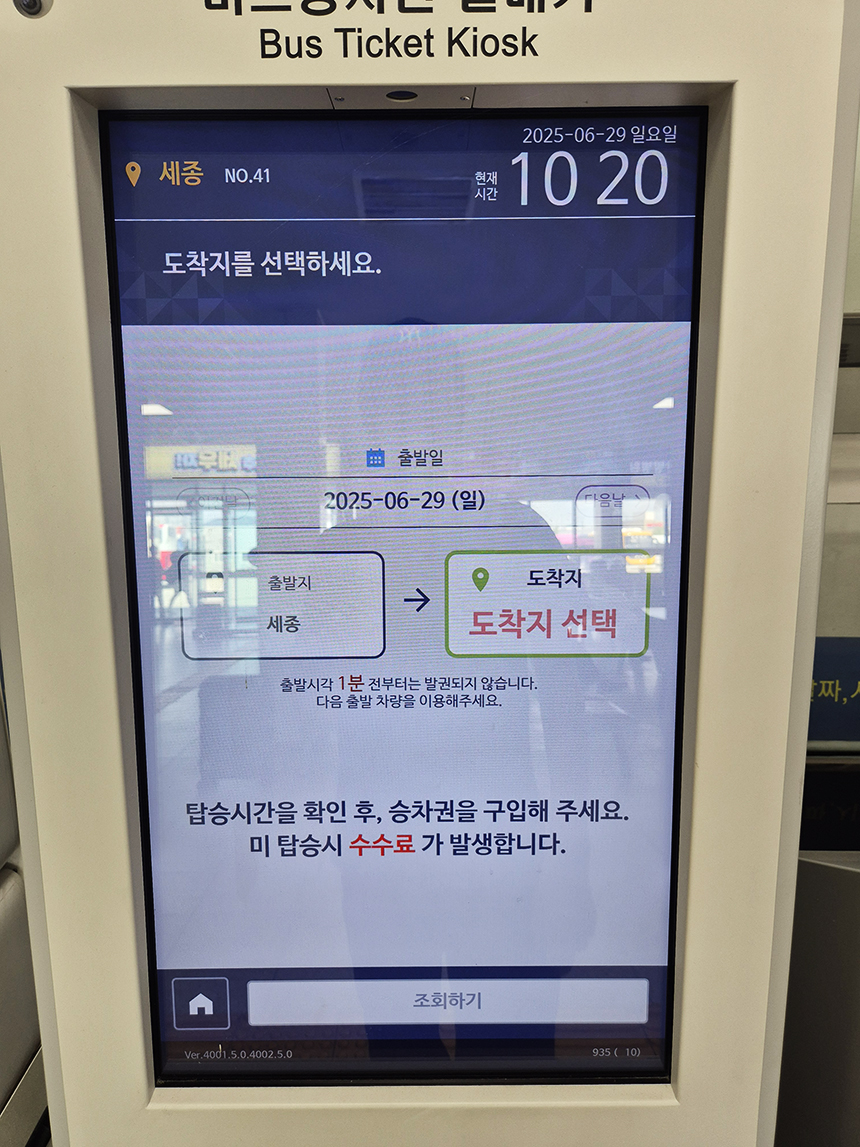 Bus Ticket Kiosk
2025-06-29 일요일
세종 NO.41
현재 시간 10 20
도착지를 선택하세요.
출발일
2025-06-29 (일)
다음날 >
출발지
세종
→
도착지
도착지 선택
출발시각 1분 전부터는 발권되지 않습니다.
다음 출발 차량을 이용해주세요.
탑승시간을 확인 후, 승차권을 구입해 주세요.
미 탑승시 수수료 가 발생합니다.
조회하기
Ver.4001.5.0.4002.5.0
935 ( 10)